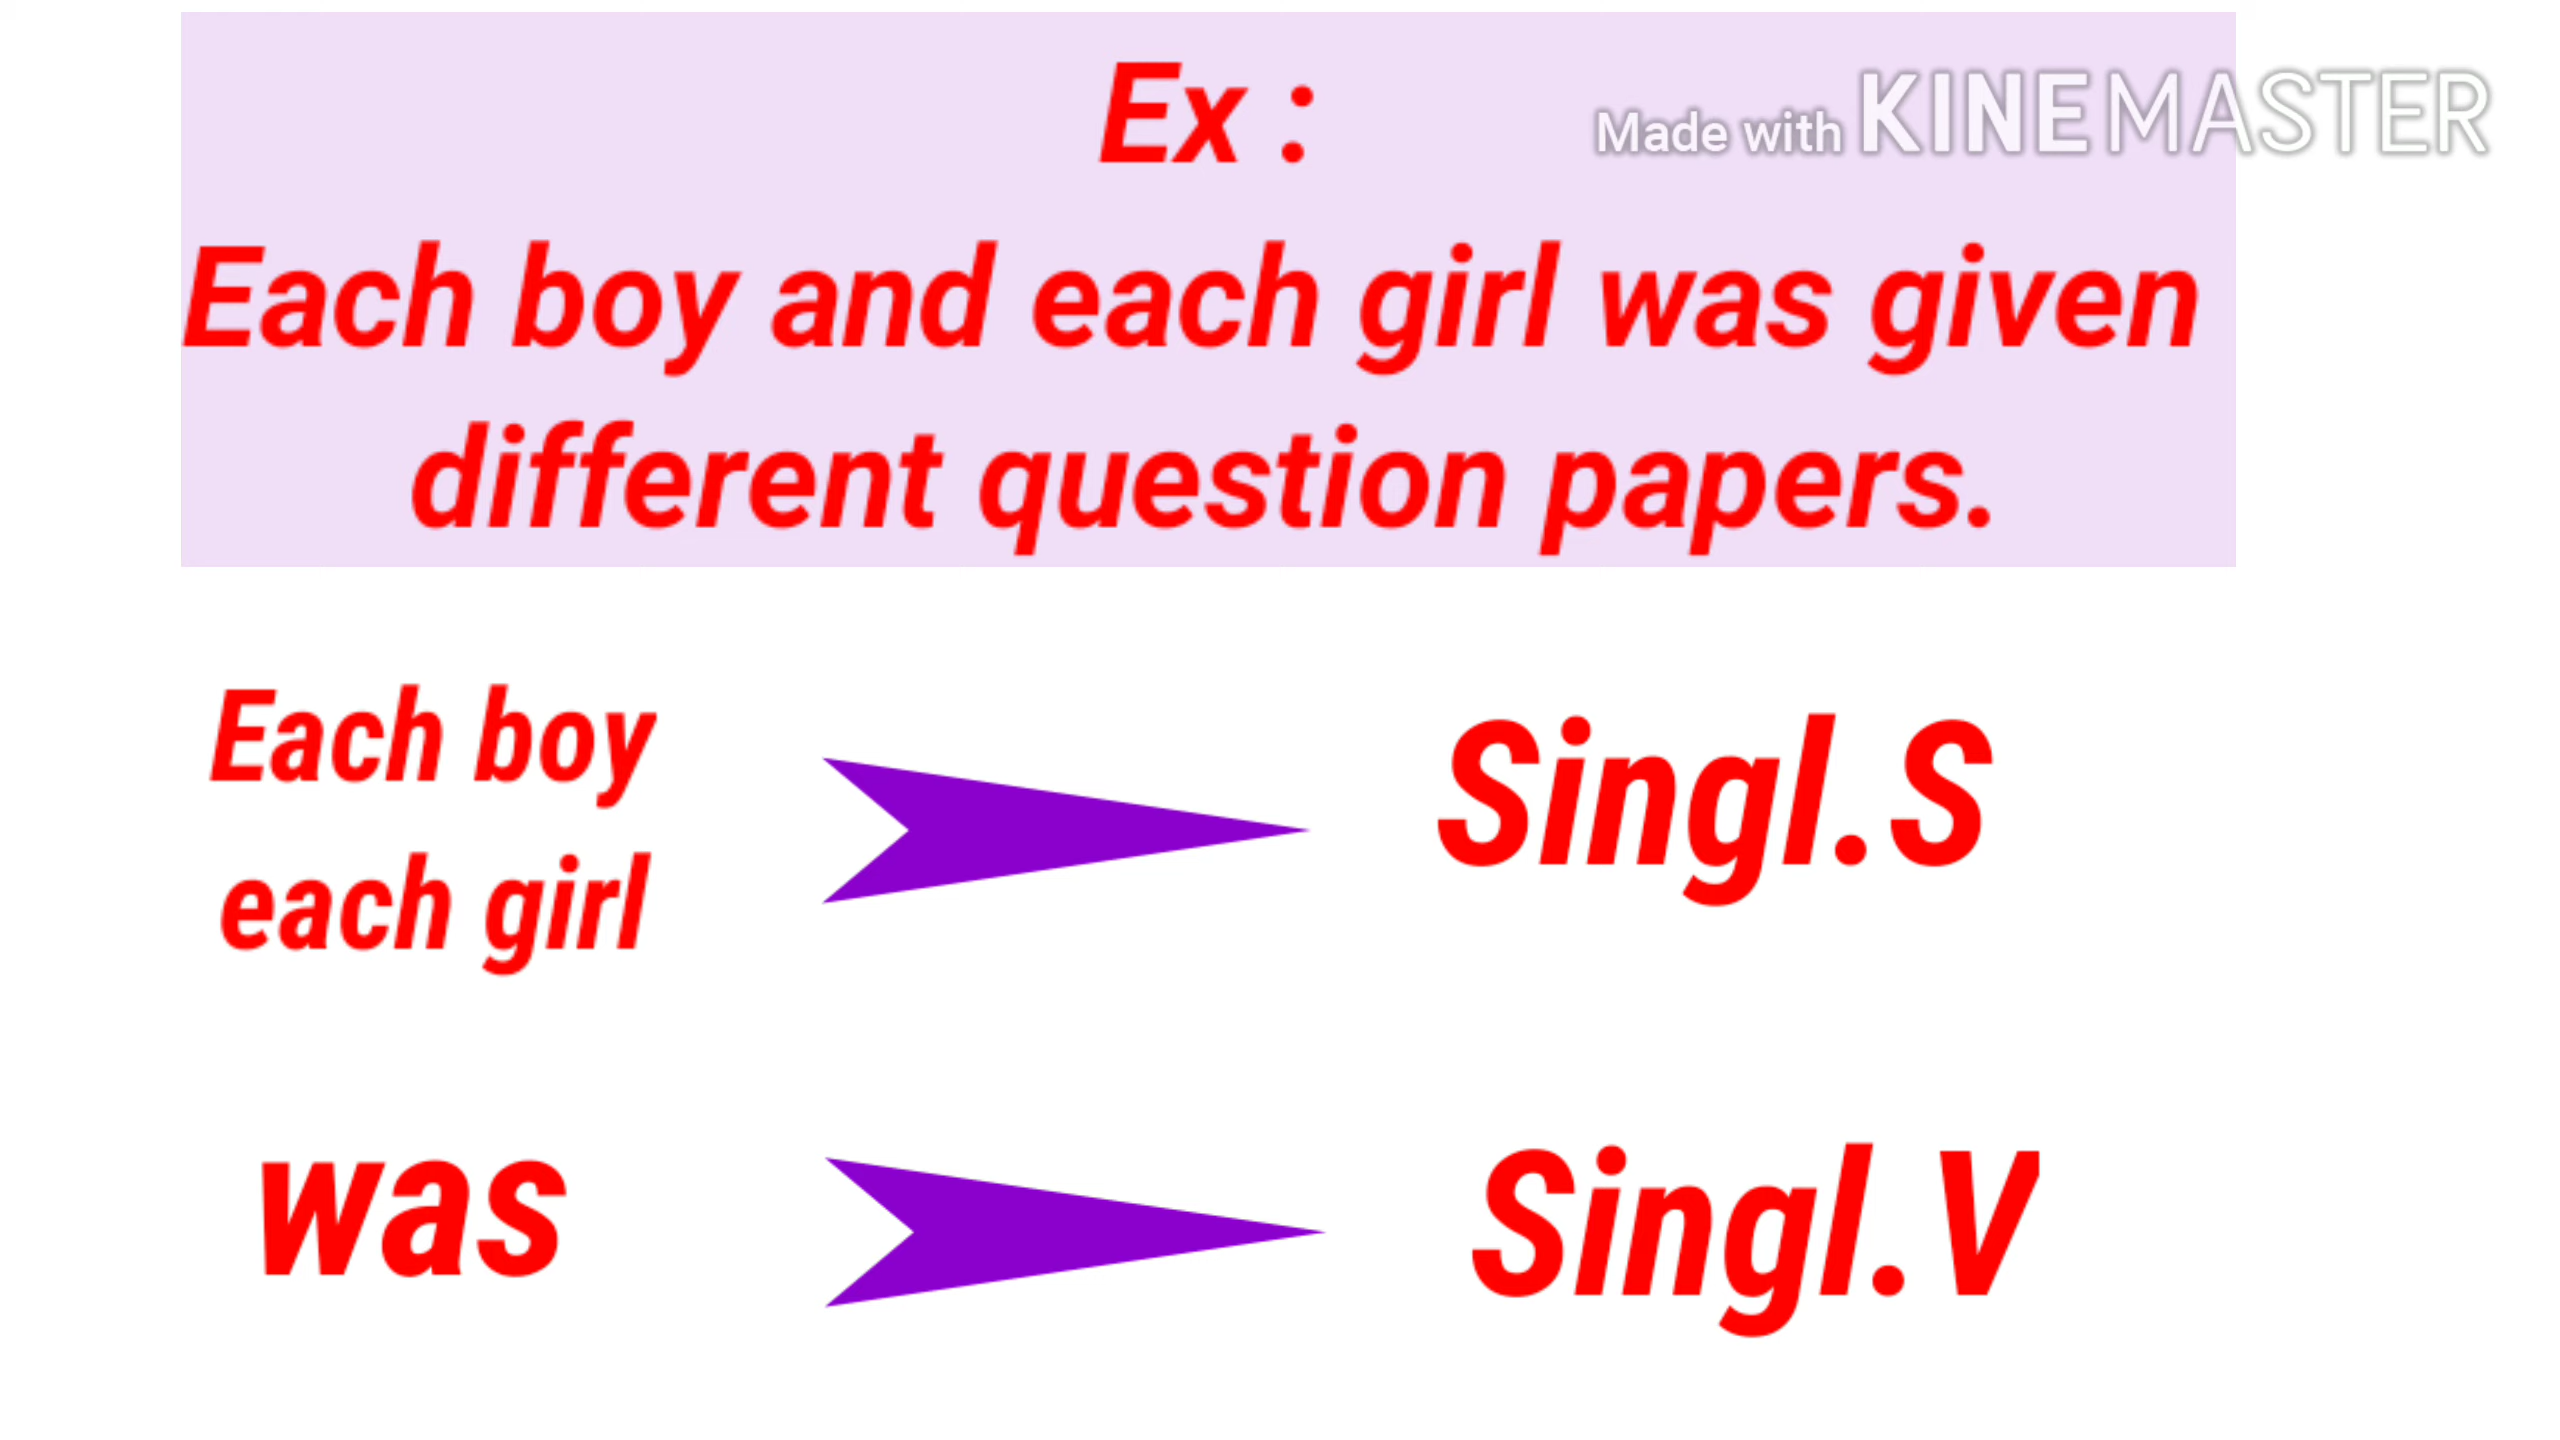 Ex :
Made with KINEMASTER
Each boy and each girl was given
different question papers.
Each boy
each girl
Singl.S
was
Singl.V